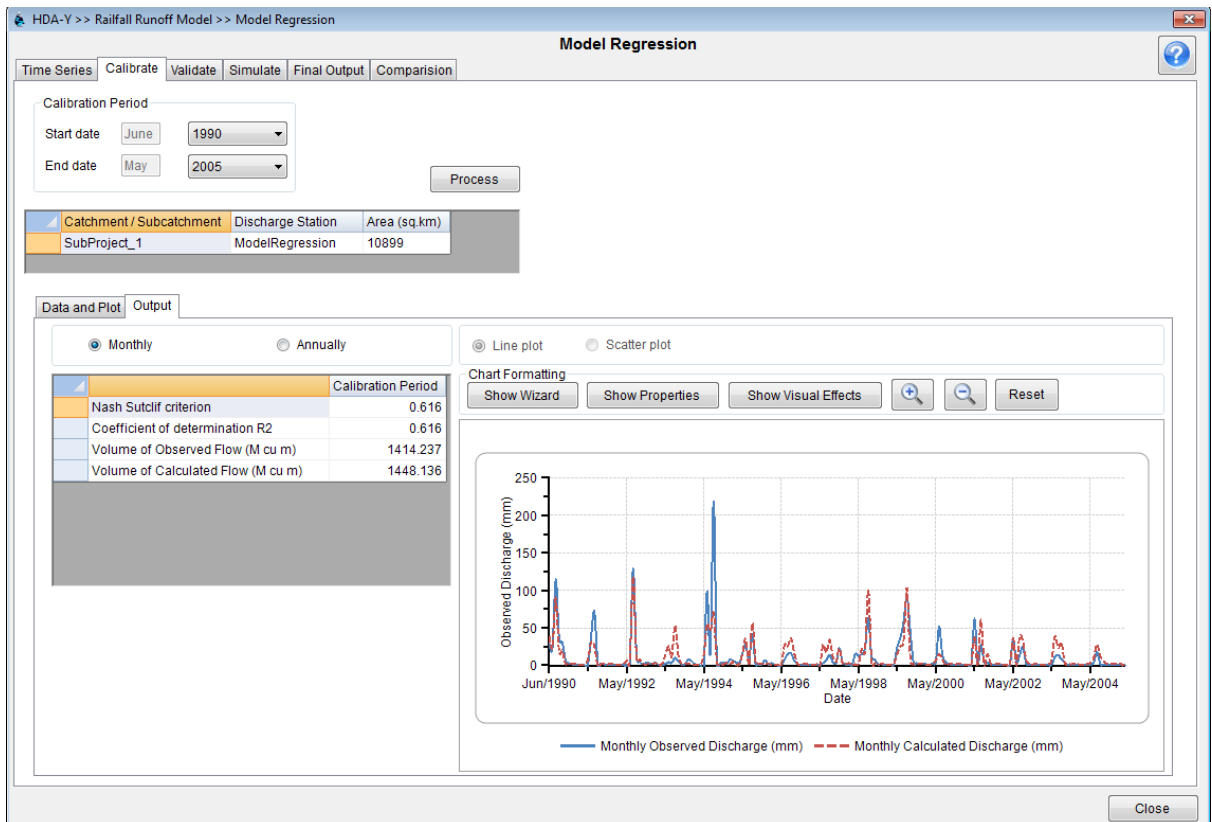 HDA-Y >> Railfall Runoff Model >> Model Regression
Model Regression
Time Series Calibrate Validate Simulate Final Output Comparision
Calibration Period
Start date June 1990
End date May 2005
Process
Catchment / Subcatchment Discharge Station Area (sq.km)
SubProject_1 ModelRegression 10899
Data and Plot Output
Monthly Annually
Line plot Scatter plot
Calibration Period
Nash Sutclif criterion 0.616
Coefficient of determination R2 0.616
Volume of Observed Flow (M cu m) 1414.237
Volume of Calculated Flow (M cu m) 1448.136
Chart Formatting
Show Wizard Show Properties Show Visual Effects Reset
Observed Discharge (mm)
250
200
150
100
50
0
Jun/1990 May/1992 May/1994 May/1996 May/1998 May/2000 May/2002 May/2004
Date
Monthly Observed Discharge (mm) Monthly Calculated Discharge (mm)
Close